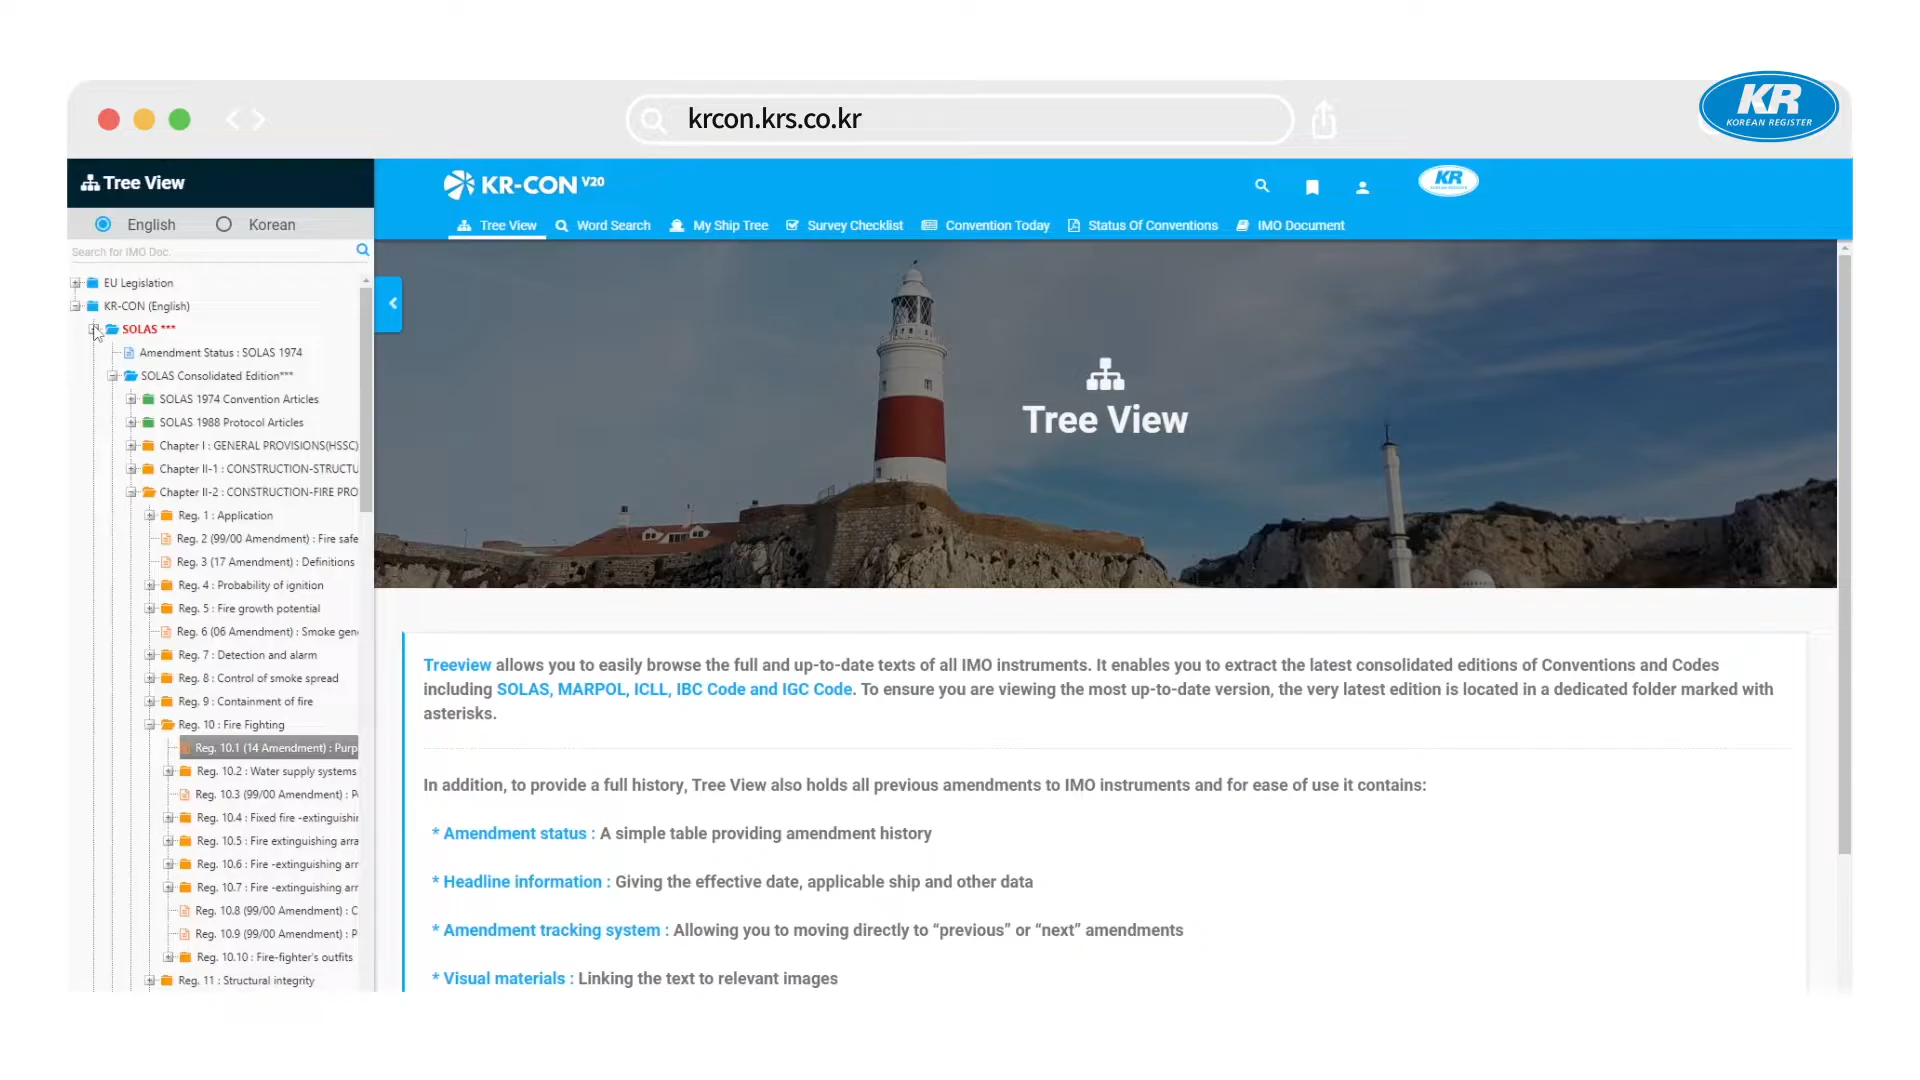 krcon.krs.co.kr
KR
KOREAN REGISTER
Tree View
English
Korean
Search for IMO Doc.
EU Legislation
KR-CON (English)
SOLAS ***
Amendment Status : SOLAS 1974
SOLAS Consolidated Edition***
SOLAS 1974 Convention Articles
SOLAS 1988 Protocol Articles
Chapter I : GENERAL PROVISIONS(HSSC)
Chapter II-1 : CONSTRUCTION-STRUCTU
Chapter II-2 : CONSTRUCTION-FIRE PRO
Reg. 1 : Application
Reg. 2 (99/00 Amendment) : Fire safe
Reg. 3 (17 Amendment) : Definitions
Reg. 4 : Probability of ignition
Reg. 5 : Fire growth potential
Reg. 6 (06 Amendment) : Smoke gen
Reg. 7 : Detection and alarm
Reg. 8 : Control of smoke spread
Reg. 9 : Containment of fire
Reg. 10 : Fire Fighting
Reg. 10.1 (14 Amendment) : Purp
Reg. 10.2 : Water supply systems
Reg. 10.3 (99/00 Amendment) : P
Reg. 10.4 : Fixed fire -extinguishin
Reg. 10.5 : Fire extinguishing arra
Reg. 10.6 : Fire -extinguishing arr
Reg. 10.7 : Fire -extinguishing arr
Reg. 10.8 (99/00 Amendment) : C
Reg. 10.9 (99/00 Amendment) : P
Reg. 10.10 : Fire-fighter's outfits
Reg. 11 : Structural integrity
KR-CON V20
KR
Tree View
Word Search
My Ship Tree
Survey Checklist
Convention Today
Status Of Conventions
IMO Document
Tree View
Treeview allows you to easily browse the full and up-to-date texts of all IMO instruments. It enables you to extract the latest consolidated editions of Conventions and Codes
including SOLAS, MARPOL, ICLL, IBC Code and IGC Code. To ensure you are viewing the most up-to-date version, the very latest edition is located in a dedicated folder marked with
asterisks.
In addition, to provide a full history, Tree View also holds all previous amendments to IMO instruments and for ease of use it contains:
* Amendment status : A simple table providing amendment history
* Headline information : Giving the effective date, applicable ship and other data
* Amendment tracking system : Allowing you to moving directly to “previous” or “next” amendments
* Visual materials : Linking the text to relevant images